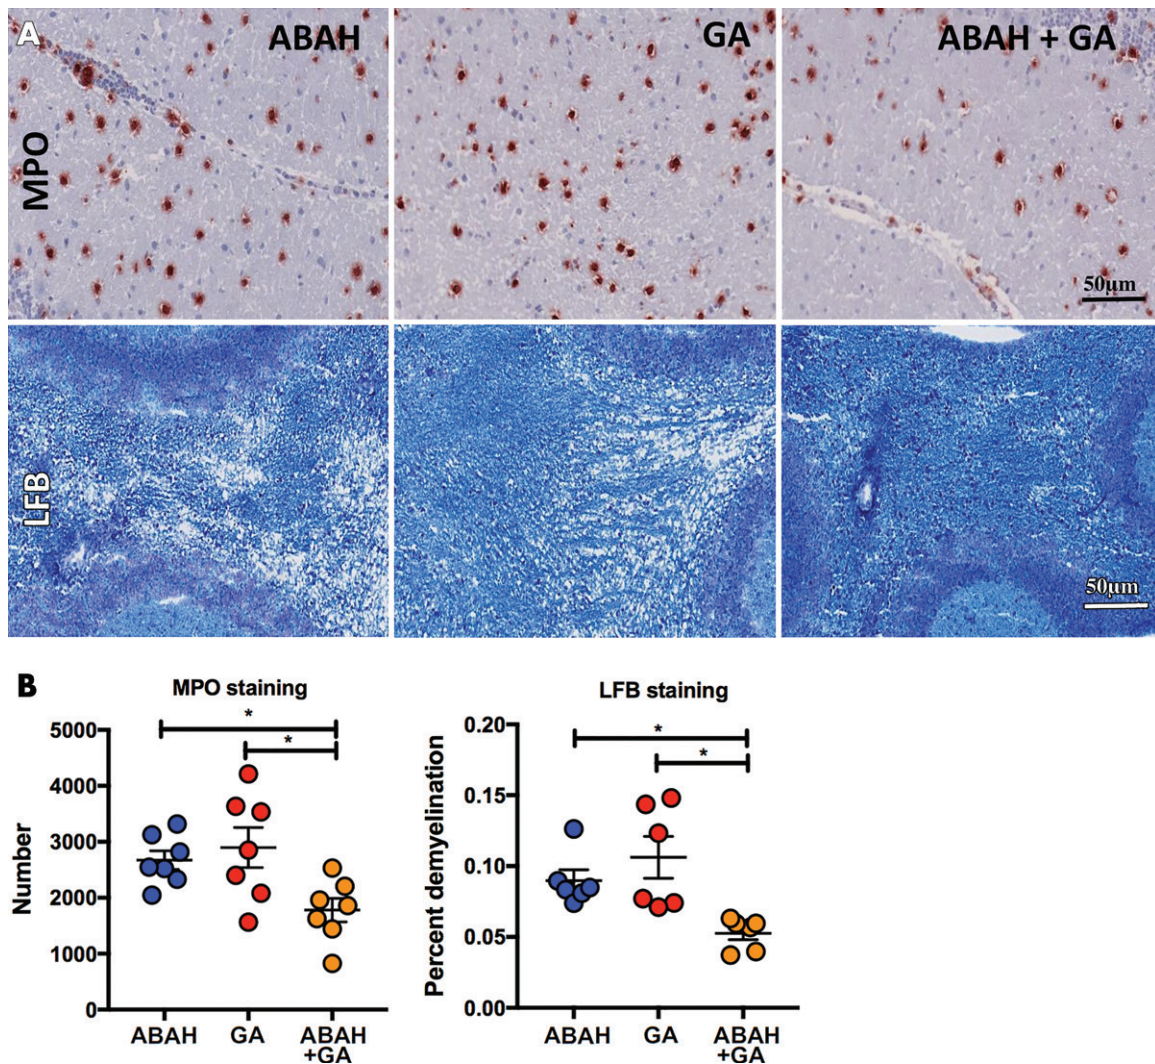 A
ABAH
GA
ABAH + GA
MPO
50µm
LFB
50µm
B
MPO staining
LFB staining
*
*
*
*
Number
5000
4000
3000
2000
1000
0
ABAH
GA
ABAH
+GA
Percent demyelination
0.20
0.15
0.10
0.05
0.00
ABAH
GA
ABAH
+GA